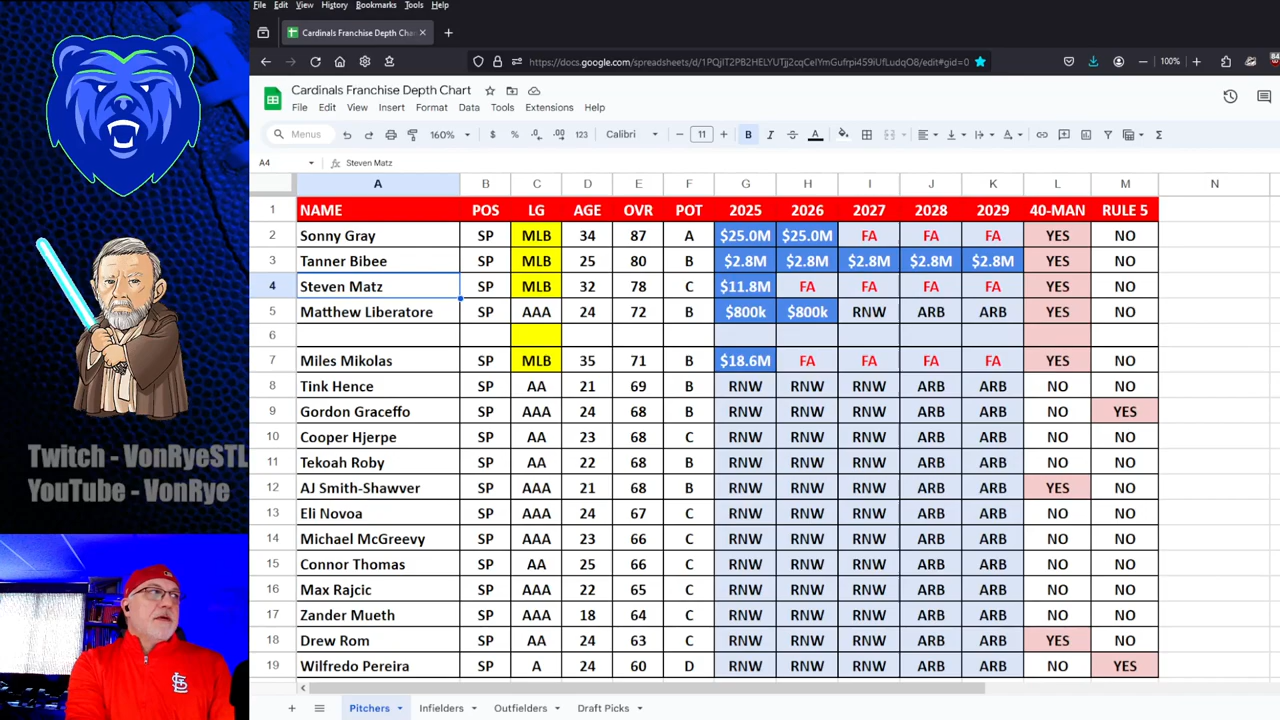 File Edit View History Bookmarks Tools Help
Cardinals Franchise Depth Cha
https://docs.google.com/spreadsheets/d/1PQjIT2PB2HELYUTjj2cqCelYmGufrpi459iUfLudqO8/edit#gid=0 100%
Cardinals Franchise Depth Chart
File Edit View Insert Format Data Tools Extensions Help
Menus 160% $ % .0 .00 123 Calibri 11 B I A
A4 fx Steven Matz
A B C D E F G H I J K L M N
1 NAME POS LG AGE OVR POT 2025 2026 2027 2028 2029 40-MAN RULE 5
2 Sonny Gray SP MLB 34 87 A $25.0M $25.0M FA FA FA YES NO
3 Tanner Bibee SP MLB 25 80 B $2.8M $2.8M $2.8M $2.8M $2.8M YES NO
4 Steven Matz SP MLB 32 78 C $11.8M FA FA FA FA YES NO
5 Matthew Liberatore SP AAA 24 72 B $800k $800k RNW ARB ARB YES NO
6
7 Miles Mikolas SP MLB 35 71 B $18.6M FA FA FA FA YES NO
8 Tink Hence SP AA 21 69 B RNW RNW RNW ARB ARB NO NO
9 Gordon Graceffo SP AAA 24 68 B RNW RNW RNW ARB ARB NO YES
10 Cooper Hjerpe SP AA 23 68 B RNW RNW RNW ARB ARB NO NO
11 Tekoah Roby SP AA 22 68 B RNW RNW RNW ARB ARB NO NO
12 AJ Smith-Shawver SP AAA 21 68 B RNW RNW RNW ARB ARB YES NO
13 Eli Novoa SP AAA 24 67 C RNW RNW RNW ARB ARB NO NO
14 Michael McGreevy SP AAA 23 66 C RNW RNW RNW ARB ARB NO NO
15 Connor Thomas SP AA 25 66 C RNW RNW RNW ARB ARB NO NO
16 Max Rajcic SP AAA 22 65 C RNW RNW RNW ARB ARB NO NO
17 Zander Mueth SP AAA 18 64 C RNW RNW RNW ARB ARB NO NO
18 Drew Rom SP AA 24 63 C RNW RNW RNW ARB ARB YES NO
19 Wilfredo Pereira SP A 24 60 D RNW RNW RNW ARB ARB NO YES
Pitchers Infielders Outfielders Draft Picks
Twitch - VonRyeSTL
YouTube - VonRye